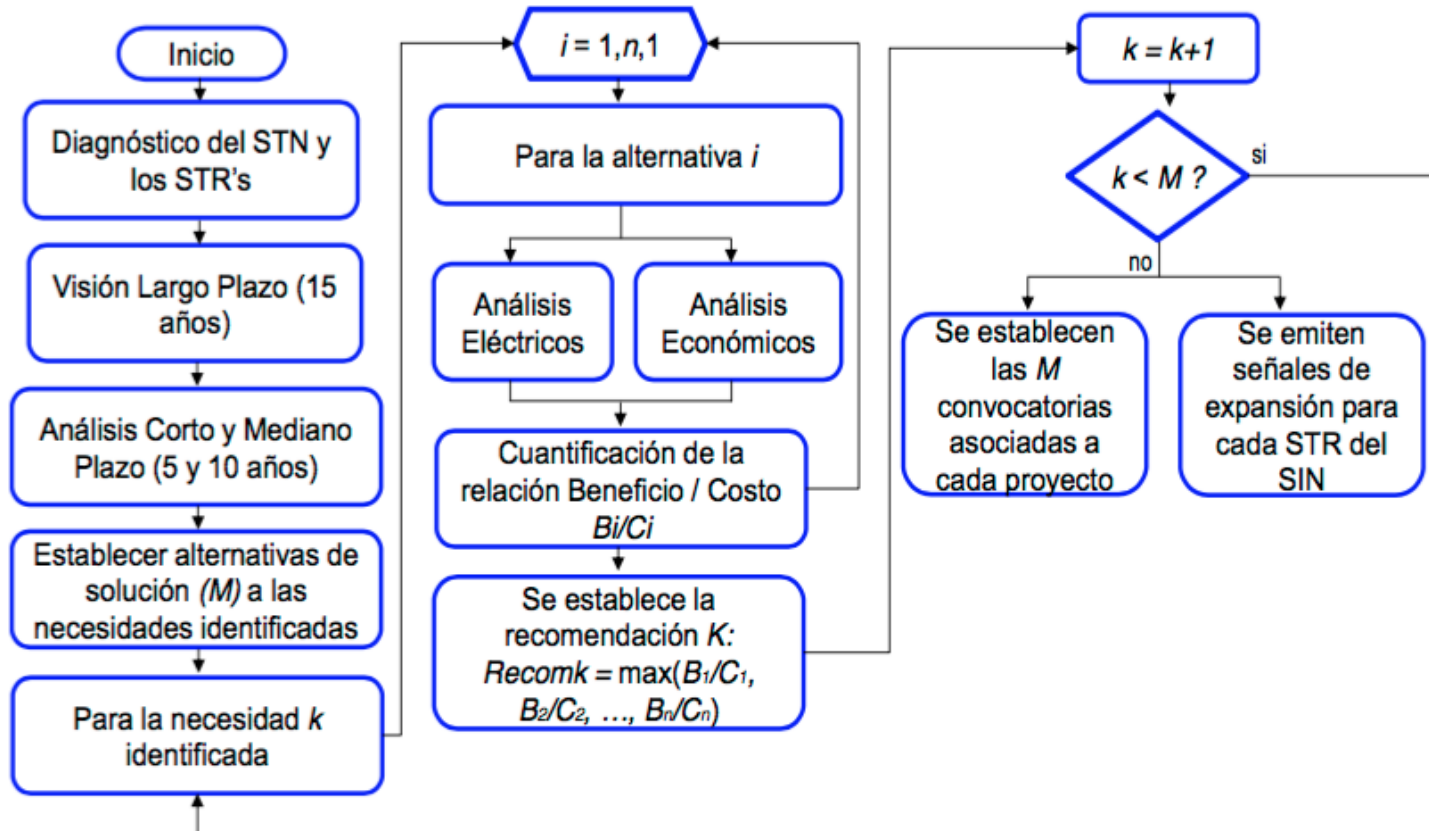 Inicio
Diagnóstico del STN y
los STR's
Visión Largo Plazo (15
años)
Análisis Corto y Mediano
Plazo (5 y 10 años)
Establecer alternativas de
solución (M) a las
necesidades identificadas
Para la necesidad k
identificada
i = 1,n,1
Para la alternativa i
Análisis
Eléctricos
Análisis
Económicos
Cuantificación de la
relación Beneficio / Costo
Bi/Ci
Se establece la
recomendación K:
Recomk = max(B₁/C₁,
B₂/C₂, ..., Bₙ/Cₙ)
k = k+1
k < M ?
si
no
Se establecen
las M
convocatorias
asociadas a
cada proyecto
Se emiten
señales de
expansión para
cada STR del
SIN